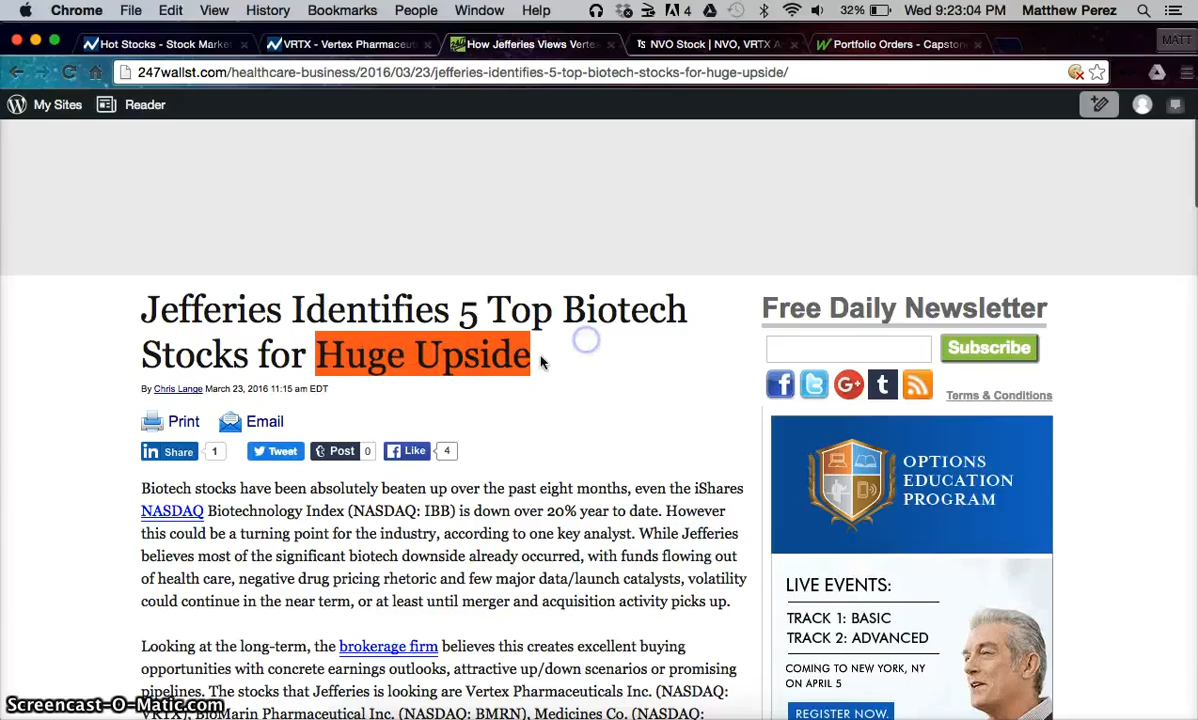 Chrome File Edit View History Bookmarks People Window Help 4 32% Wed 9:23:04 PM Matthew Perez
Hot Stocks - Stock Market VRTX - Vertex Pharmaceuti How Jefferies Views Verte TS NVO Stock | NVO, VRTX A W Portfolio Orders - Capston MATT
247wallst.com/healthcare-business/2016/03/23/jefferies-identifies-5-top-biotech-stocks-for-huge-upside/
My Sites Reader
Jefferies Identifies 5 Top Biotech
Stocks for Huge Upside
By Chris Lange March 23, 2016 11:15 am EDT
Print Email
in Share 1 Tweet Post 0 Like 4
Biotech stocks have been absolutely beaten up over the past eight months, even the iShares
NASDAQ Biotechnology Index (NASDAQ: IBB) is down over 20% year to date. However
this could be a turning point for the industry, according to one key analyst. While Jefferies
believes most of the significant biotech downside already occurred, with funds flowing out
of health care, negative drug pricing rhetoric and few major data/launch catalysts, volatility
could continue in the near term, or at least until merger and acquisition activity picks up.
Looking at the long-term, the brokerage firm believes this creates excellent buying
opportunities with concrete earnings outlooks, attractive up/down scenarios or promising
pipelines. The stocks that Jefferies is looking are Vertex Pharmaceuticals Inc. (NASDAQ:
VRTX), BioMarin Pharmaceutical Inc. (NASDAQ: BMRN), Medicines Co. (NASDAQ:
Free Daily Newsletter
Subscribe
Terms & Conditions
OPTIONS
EDUCATION
PROGRAM
LIVE EVENTS:
TRACK 1: BASIC
TRACK 2: ADVANCED
COMING TO NEW YORK, NY
ON APRIL 5
REGISTER NOW.
Screencast-O-Matic.com